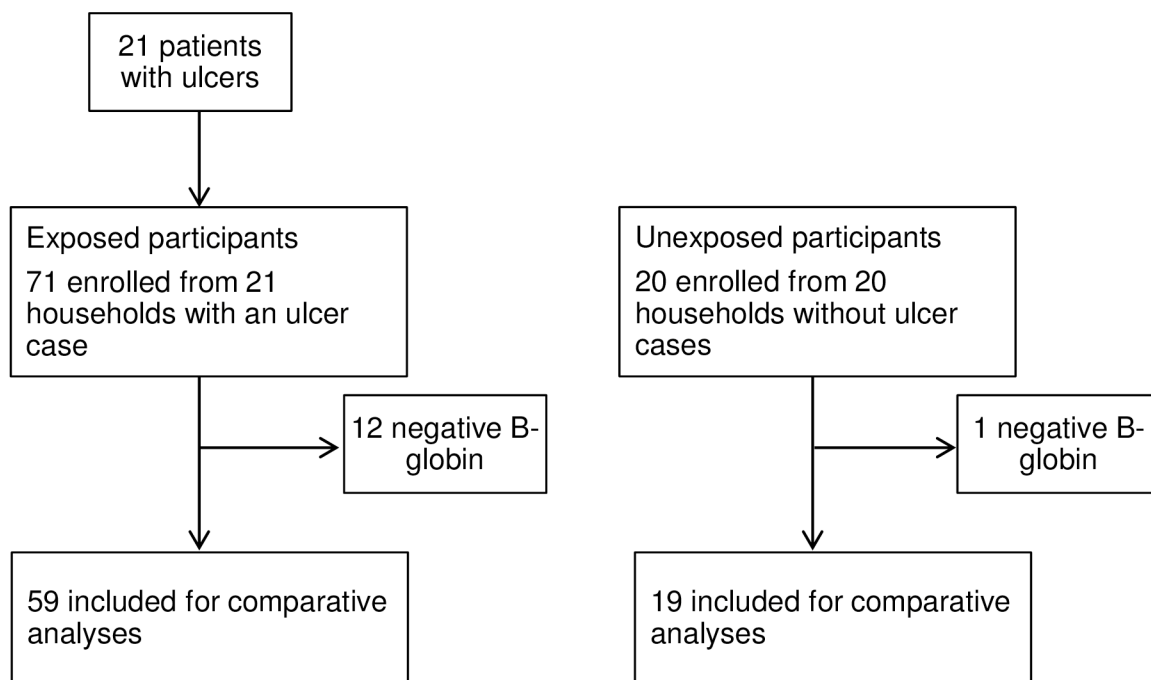 21 patients
with ulcers
Exposed participants
71 enrolled from 21
households with an ulcer
case
12 negative B-
globin
59 included for comparative
analyses
Unexposed participants
20 enrolled from 20
households without ulcer
cases
1 negative B-
globin
19 included for comparative
analyses